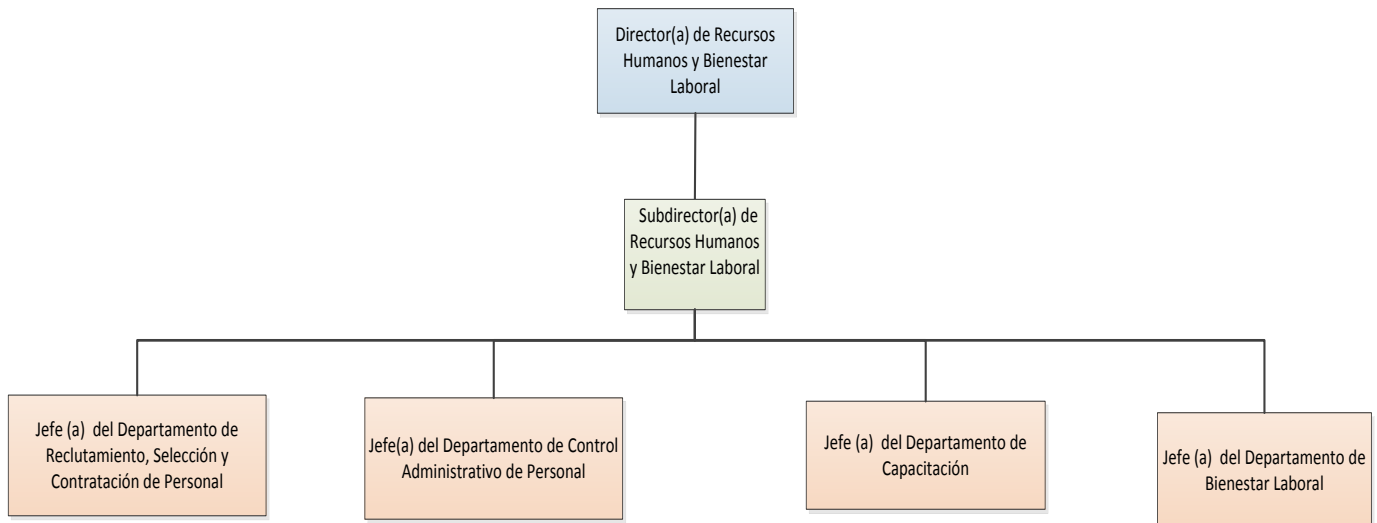 Director(a) de Recursos
Humanos y Bienestar
Laboral
Subdirector(a) de
Recursos Humanos
y Bienestar Laboral
Jefe (a) del Departamento de
Reclutamiento, Selección y
Contratación de Personal
Jefe(a) del Departamento de Control
Administrativo de Personal
Jefe (a) del Departamento de
Capacitación
Jefe (a) del Departamento de
Bienestar Laboral